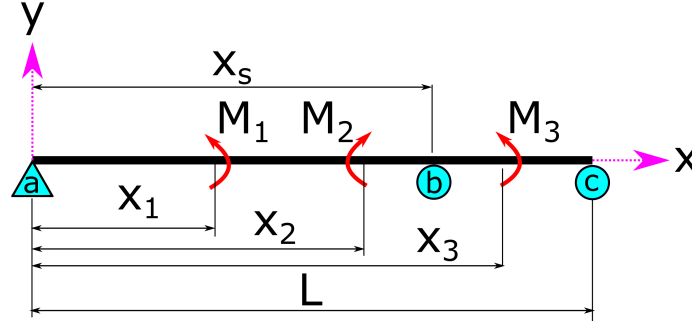 y
xₛ
M₁ M₂ M₃
a b c x
x₁
x₂ x₃
L